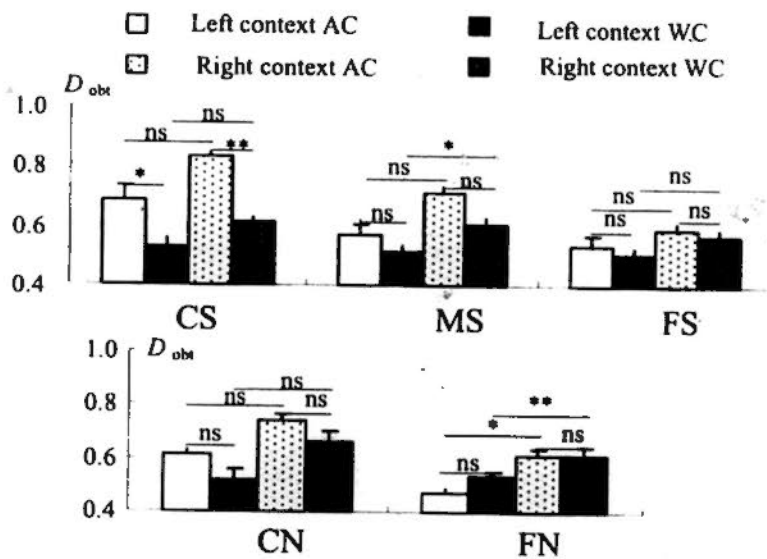 Left context AC Left context WC
Right context AC Right context WC
D obt
1.0
ns
ns **
0.8 * ns *
ns
ns ns
0.6 ns ns ns
0.4
CS MS FS
1.0 D obt
ns
ns ns
0.8 **
ns * ns
0.6 ns
0.4
CN FN